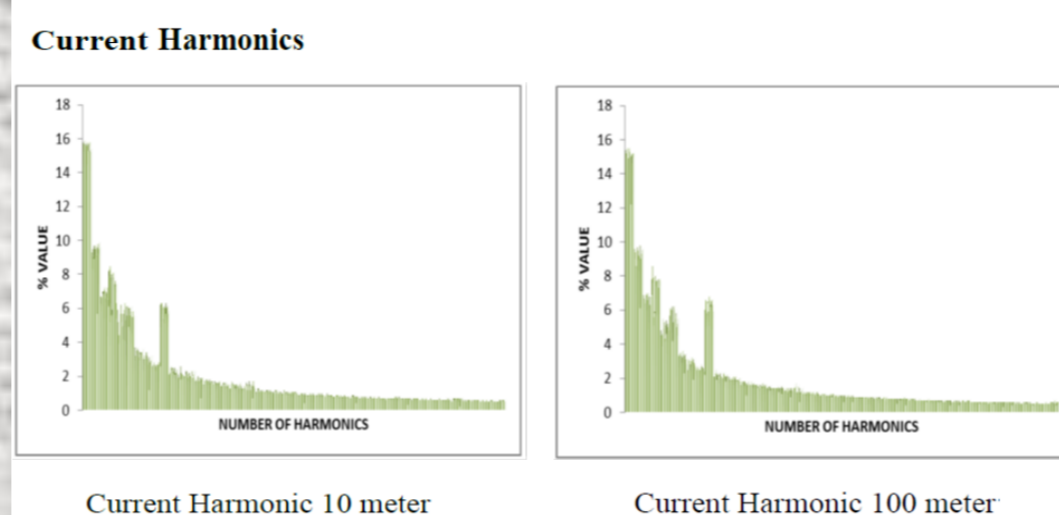 Current Harmonics
18
16
14
12
10
8
6
4
2
0
% VALUE
NUMBER OF HARMONICS
18
16
14
12
10
8
6
4
2
0
% VALUE
NUMBER OF HARMONICS
Current Harmonic 10 meter
Current Harmonic 100 meter